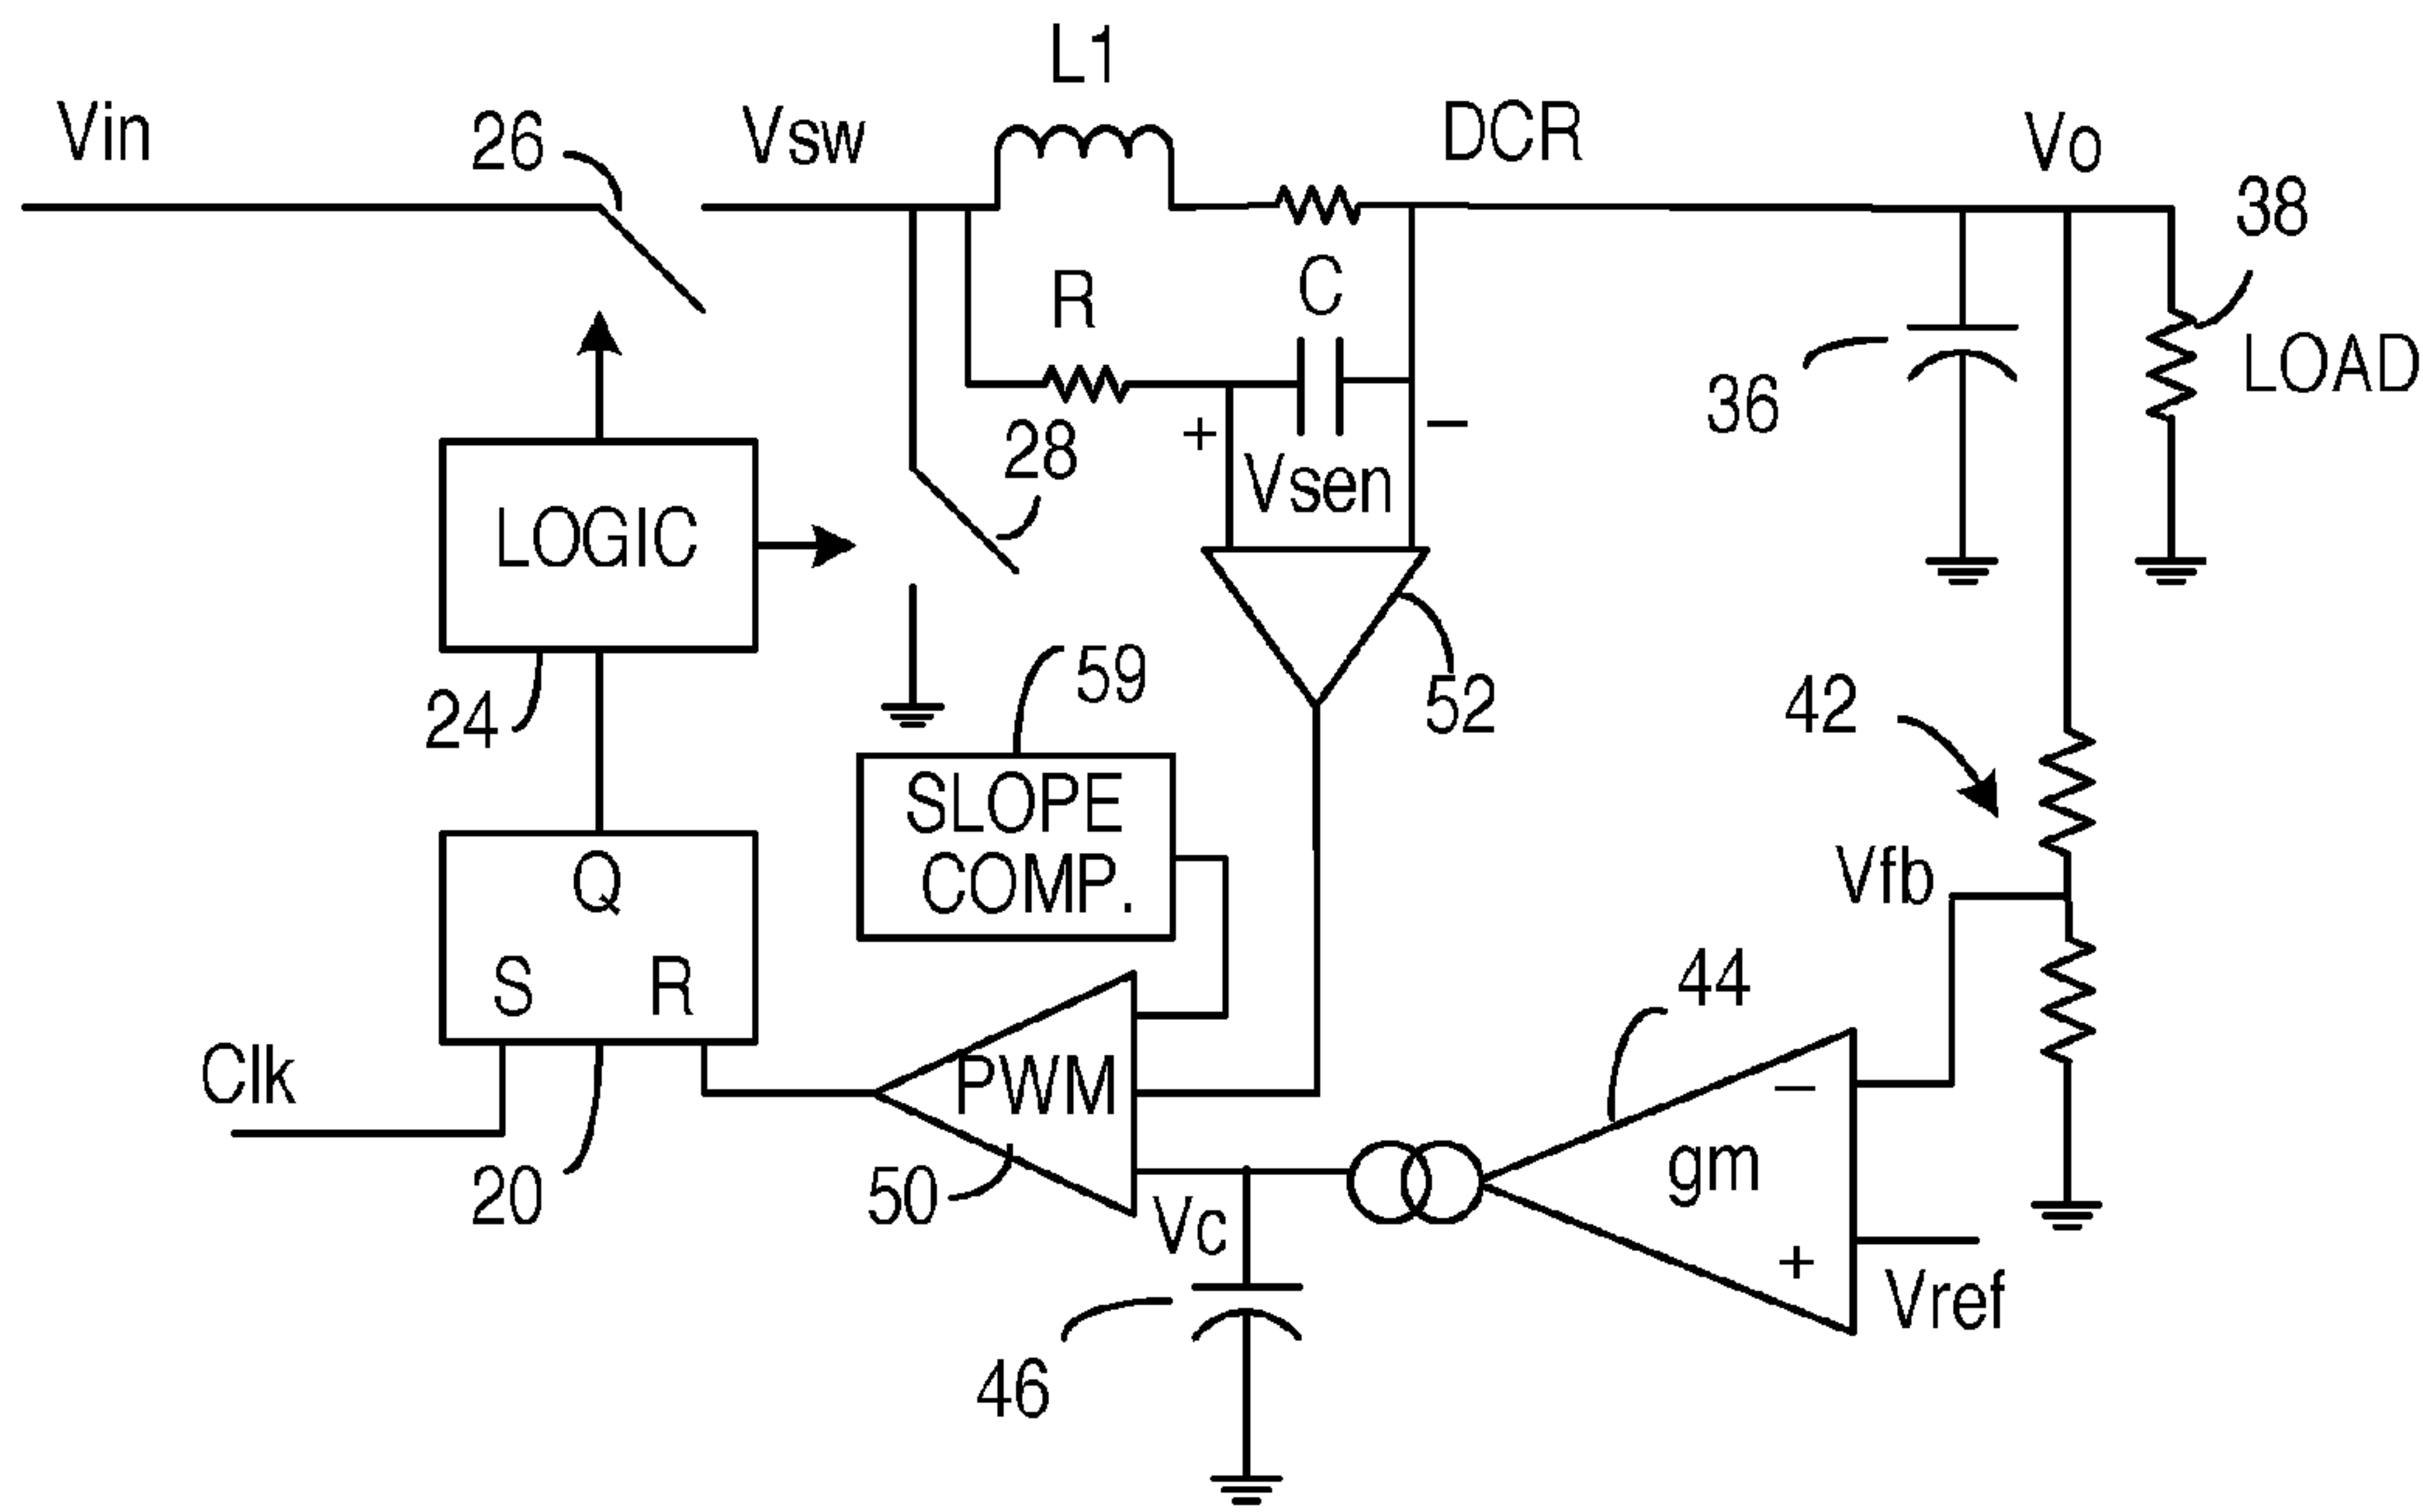 L1
Vin
26
Vsw
DCR
Vo
38
R
C
LOAD
36
+
−
28
Vsen
LOGIC
24
59
52
42
SLOPE
COMP.
Q
Vfb
S
R
44
Clk
PWM
−
20
50
gm
Vc
+
Vref
46